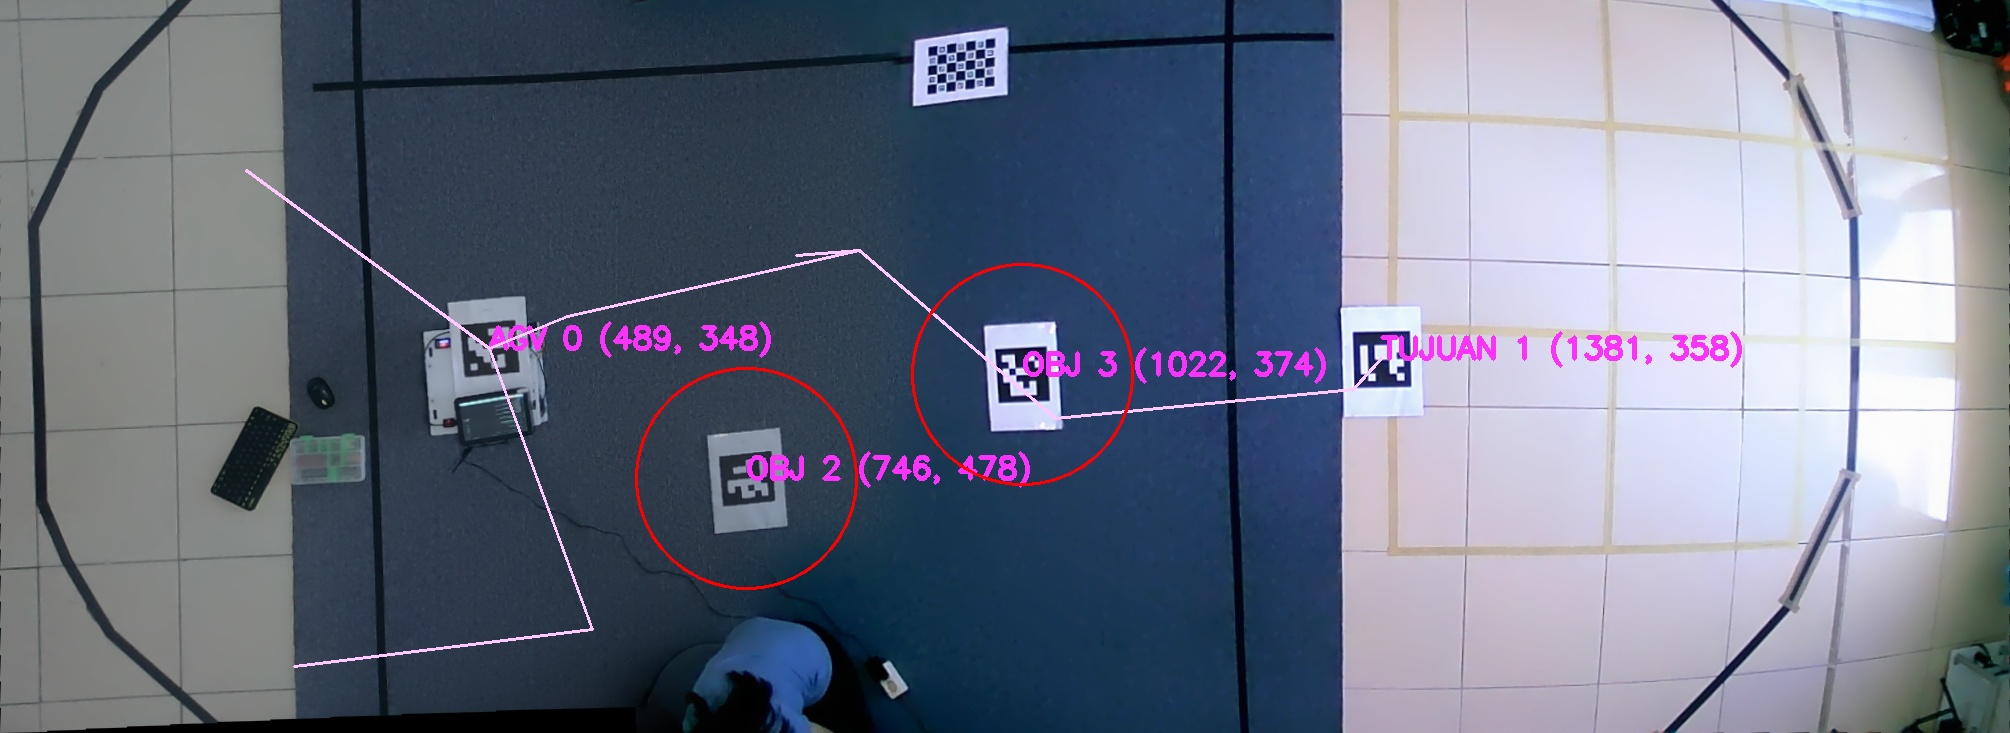 AGV 0 (489, 348)
TUJUAN 1 (1381, 358)
OBJ 3 (1022, 374)
OBJ 2 (746, 478)